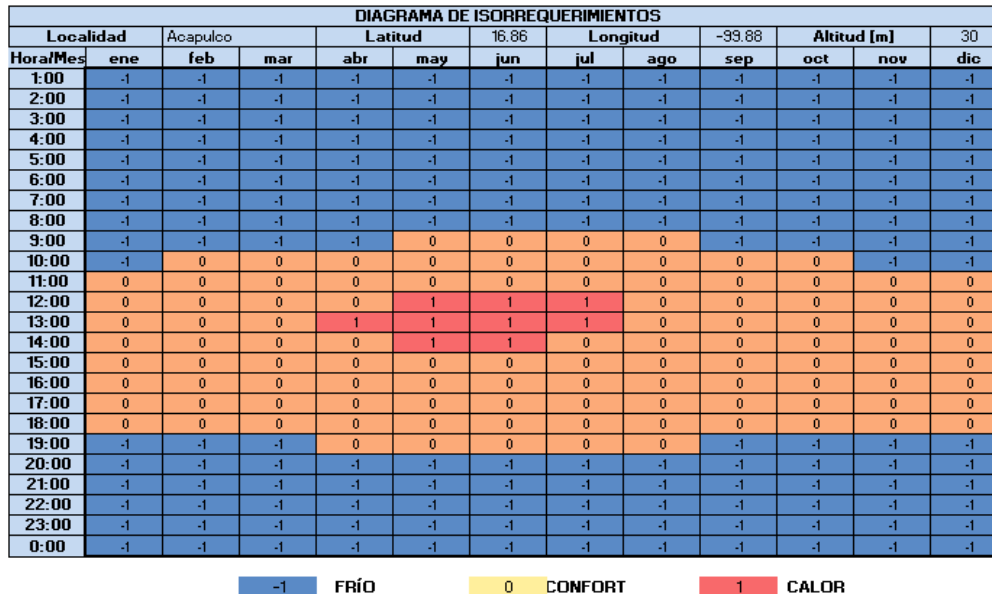 DIAGRAMA DE ISORREQUERIMIENTOS
Localidad Acapulco Latitud 16.86 Longitud -99.88 Altitud [m] 30
Hora/Mes ene feb mar abr may jun jul ago sep oct nov dic
1:00 -1 -1 -1 -1 -1 -1 -1 -1 -1 -1 -1 -1
2:00 -1 -1 -1 -1 -1 -1 -1 -1 -1 -1 -1 -1
3:00 -1 -1 -1 -1 -1 -1 -1 -1 -1 -1 -1 -1
4:00 -1 -1 -1 -1 -1 -1 -1 -1 -1 -1 -1 -1
5:00 -1 -1 -1 -1 -1 -1 -1 -1 -1 -1 -1 -1
6:00 -1 -1 -1 -1 -1 -1 -1 -1 -1 -1 -1 -1
7:00 -1 -1 -1 -1 -1 -1 -1 -1 -1 -1 -1 -1
8:00 -1 -1 -1 -1 -1 -1 -1 -1 -1 -1 -1 -1
9:00 -1 -1 -1 -1 0 0 0 0 -1 -1 -1 -1
10:00 -1 0 0 0 0 0 0 0 0 0 -1 -1
11:00 0 0 0 0 0 0 0 0 0 0 0 0
12:00 0 0 0 0 1 1 1 0 0 0 0 0
13:00 0 0 0 1 1 1 1 0 0 0 0 0
14:00 0 0 0 0 1 1 0 0 0 0 0 0
15:00 0 0 0 0 0 0 0 0 0 0 0 0
16:00 0 0 0 0 0 0 0 0 0 0 0 0
17:00 0 0 0 0 0 0 0 0 0 0 0 0
18:00 0 0 0 0 0 0 0 0 0 0 0 0
19:00 -1 -1 -1 0 0 0 0 0 -1 -1 -1 -1
20:00 -1 -1 -1 -1 -1 -1 -1 -1 -1 -1 -1 -1
21:00 -1 -1 -1 -1 -1 -1 -1 -1 -1 -1 -1 -1
22:00 -1 -1 -1 -1 -1 -1 -1 -1 -1 -1 -1 -1
23:00 -1 -1 -1 -1 -1 -1 -1 -1 -1 -1 -1 -1
0:00 -1 -1 -1 -1 -1 -1 -1 -1 -1 -1 -1 -1
-1 FRÍO 0 CONFORT 1 CALOR